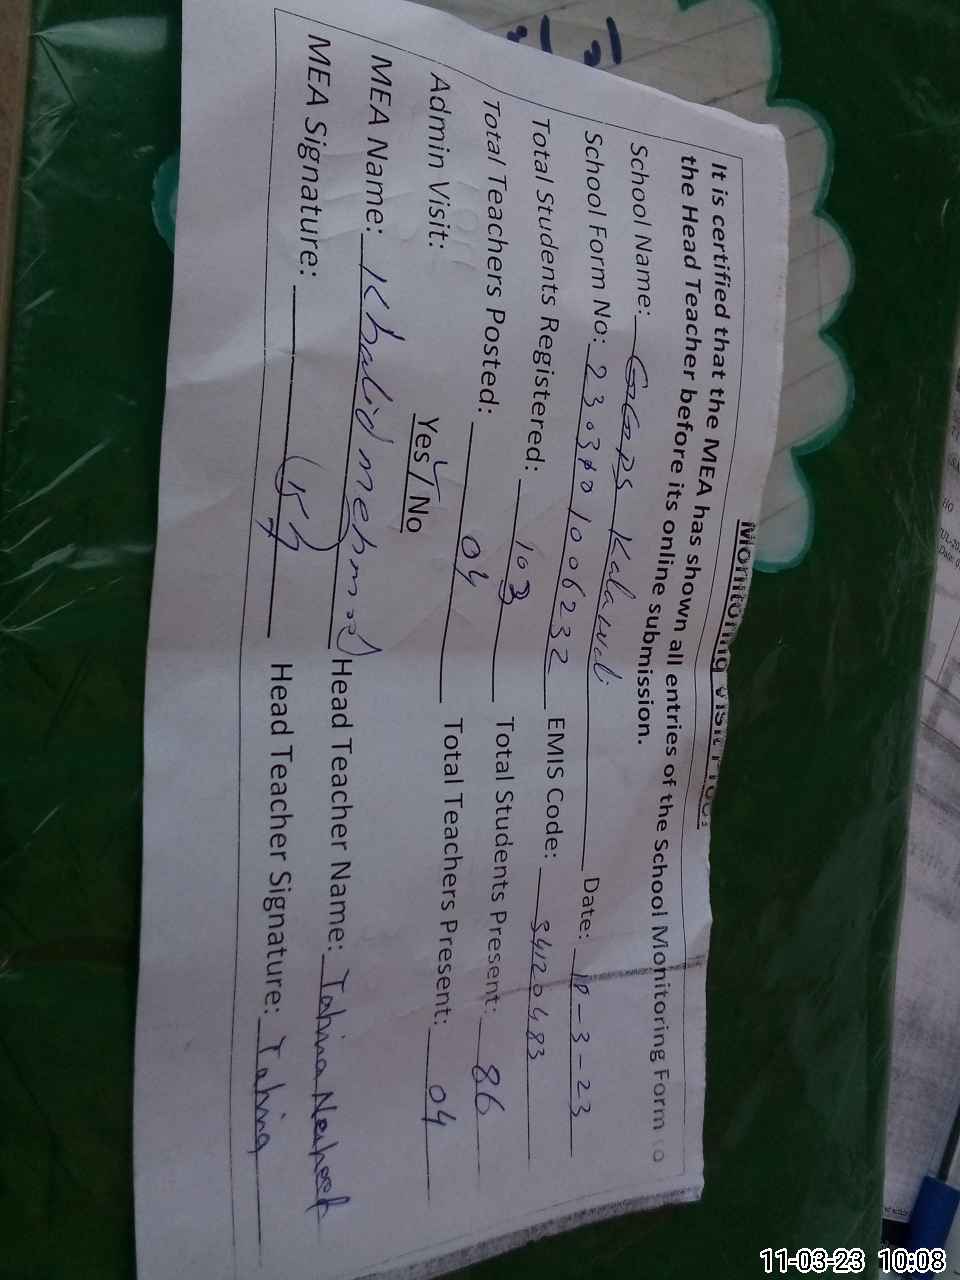 Monitoring Visit Proof
It is certified that the MEA has shown all entries of the School Monitoring Form to
the Head Teacher before its online submission.
School Name: GGPS Date: 10-3-23
School Form No: 230310006232 EMIS Code: 34120483
Total Students Registered: 103 Total Students Present: 86
Total Teachers Posted: 04 Total Teachers Present: 04
Admin Visit: Yes / No
MEA Name: Khalid mehmood Head Teacher Name: Tahira
MEA Signature: Kh Head Teacher Signature: Tahira
11-03-23 10:08